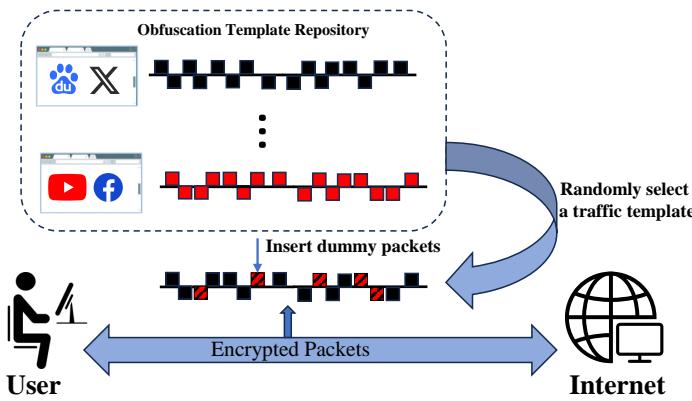 Obfuscation Template Repository
du
Randomly select
a traffic template
Insert dummy packets
Encrypted Packets
User
Internet